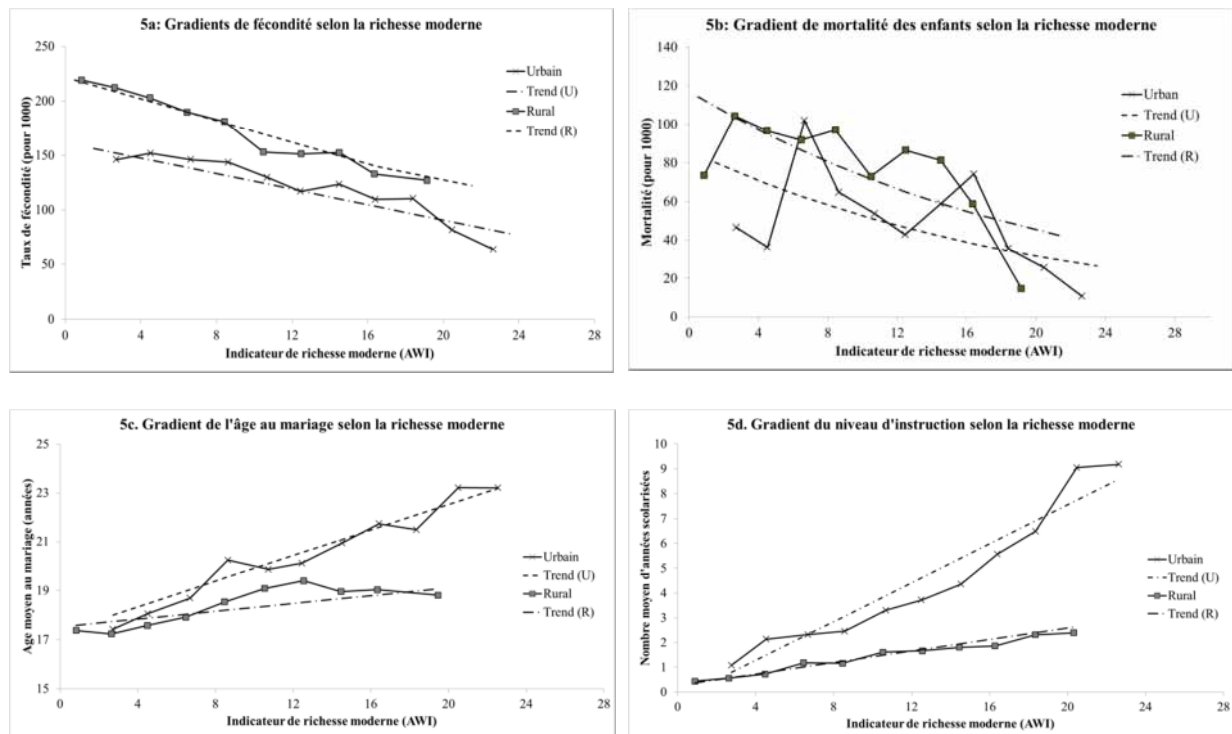 5a: Gradients de fécondité selon la richesse moderne
250
200
150
100
50
0
Taux de fécondité (pour 1000)
0 4 8 12 16 20 24 28
Indicateur de richesse moderne (AWI)
Urbain
Trend (U)
Rural
Trend (R)
5b: Gradient de mortalité des enfants selon la richesse moderne
140
120
100
80
60
40
20
0
Mortalité (pour 1000)
0 4 8 12 16 20 24 28
Indicateur de richesse moderne (AWI)
Urban
Trend (U)
Rural
Trend (R)
5c. Gradient de l'âge au mariage selon la richesse moderne
25
23
21
19
17
15
Age moyen au mariage (années)
0 4 8 12 16 20 24 28
Indicateur de richesse moderne (AWI)
Urbain
Trend (U)
Rural
Trend (R)
5d. Gradient du niveau d'instruction selon la richesse moderne
10
9
8
7
6
5
4
3
2
1
0
Nombre moyen d'années scolarisées
0 4 8 12 16 20 24 28
Indicateur de richesse moderne (AWI)
Urbain
Trend (U)
Rural
Trend (R)